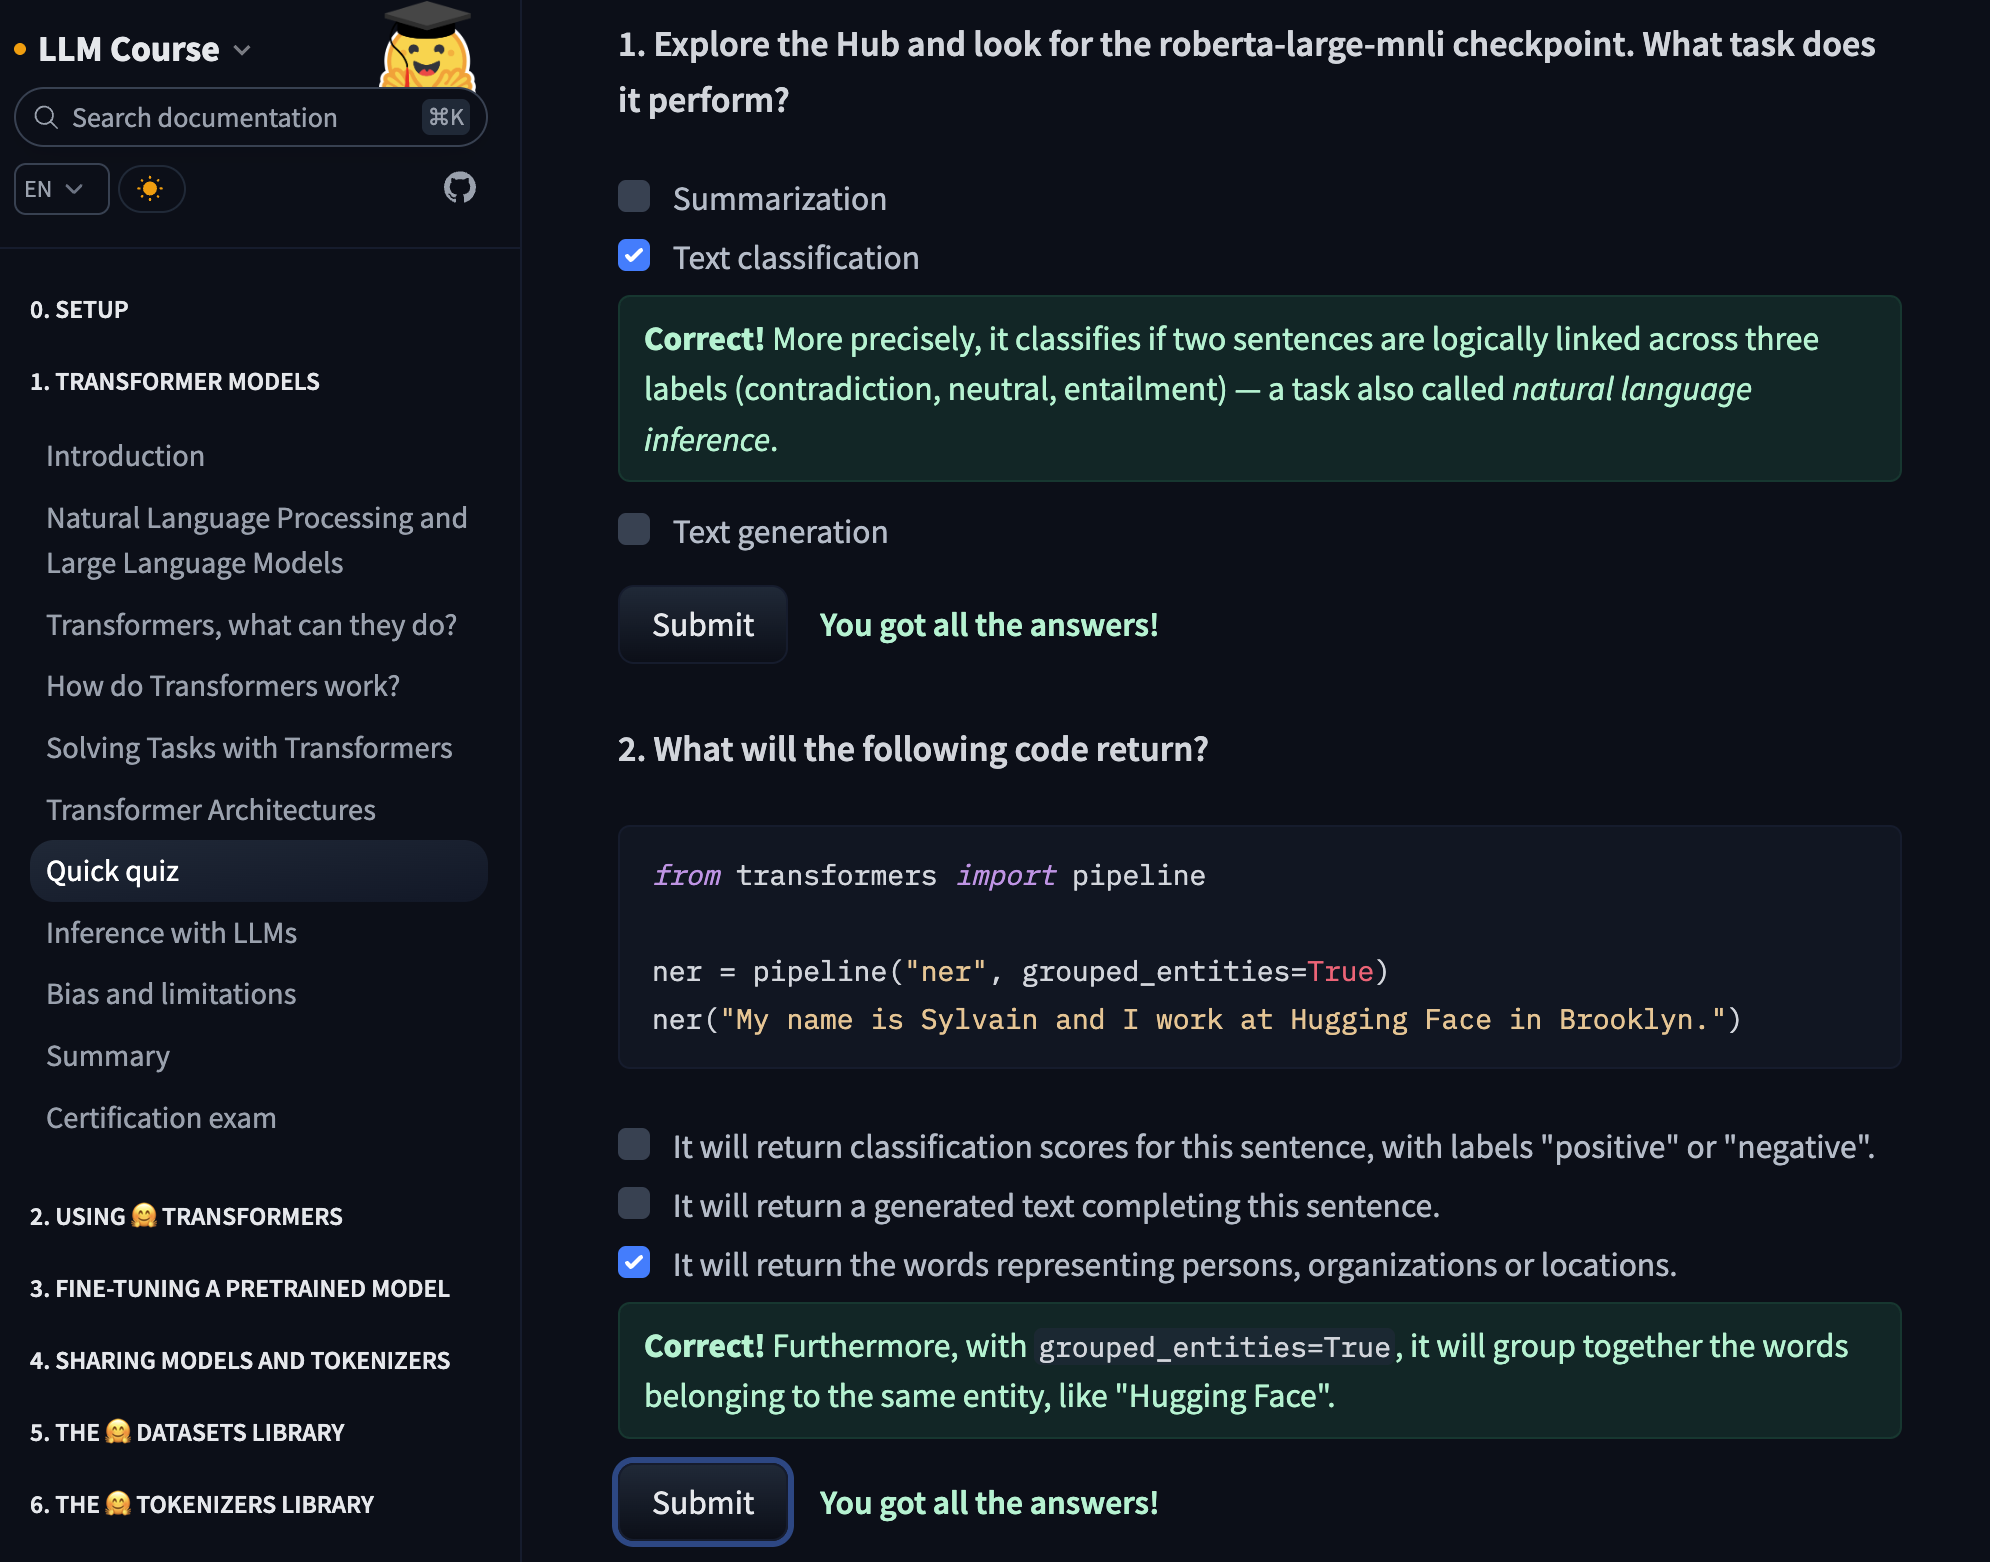 LLM Course
Search documentation
⌘K
EN
0. SETUP
1. TRANSFORMER MODELS
Introduction
Natural Language Processing and
Large Language Models
Transformers, what can they do?
How do Transformers work?
Solving Tasks with Transformers
Transformer Architectures
Quick quiz
Inference with LLMs
Bias and limitations
Summary
Certification exam
2. USING 🤗 TRANSFORMERS
3. FINE-TUNING A PRETRAINED MODEL
4. SHARING MODELS AND TOKENIZERS
5. THE 🤗 DATASETS LIBRARY
6. THE 🤗 TOKENIZERS LIBRARY
1. Explore the Hub and look for the roberta-large-mnli checkpoint. What task does
it perform?
Summarization
Text classification
Correct! More precisely, it classifies if two sentences are logically linked across three
labels (contradiction, neutral, entailment) — a task also called natural language
inference.
Text generation
Submit
You got all the answers!
2. What will the following code return?
from transformers import pipeline
ner = pipeline("ner", grouped_entities=True)
ner("My name is Sylvain and I work at Hugging Face in Brooklyn.")
It will return classification scores for this sentence, with labels "positive" or "negative".
It will return a generated text completing this sentence.
It will return the words representing persons, organizations or locations.
Correct! Furthermore, with grouped_entities=True, it will group together the words
belonging to the same entity, like "Hugging Face".
Submit
You got all the answers!